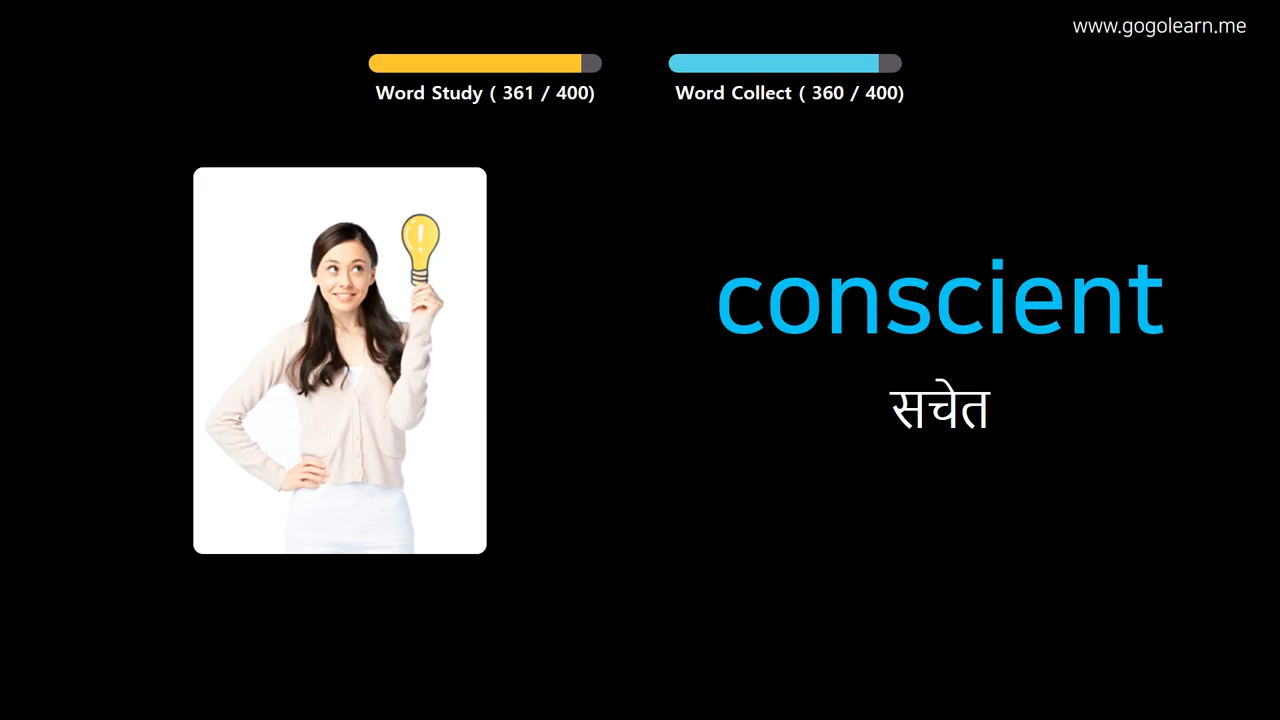 www.gogolearn.me
Word Study ( 361 / 400)
Word Collect ( 360 / 400)
conscient
सचेत